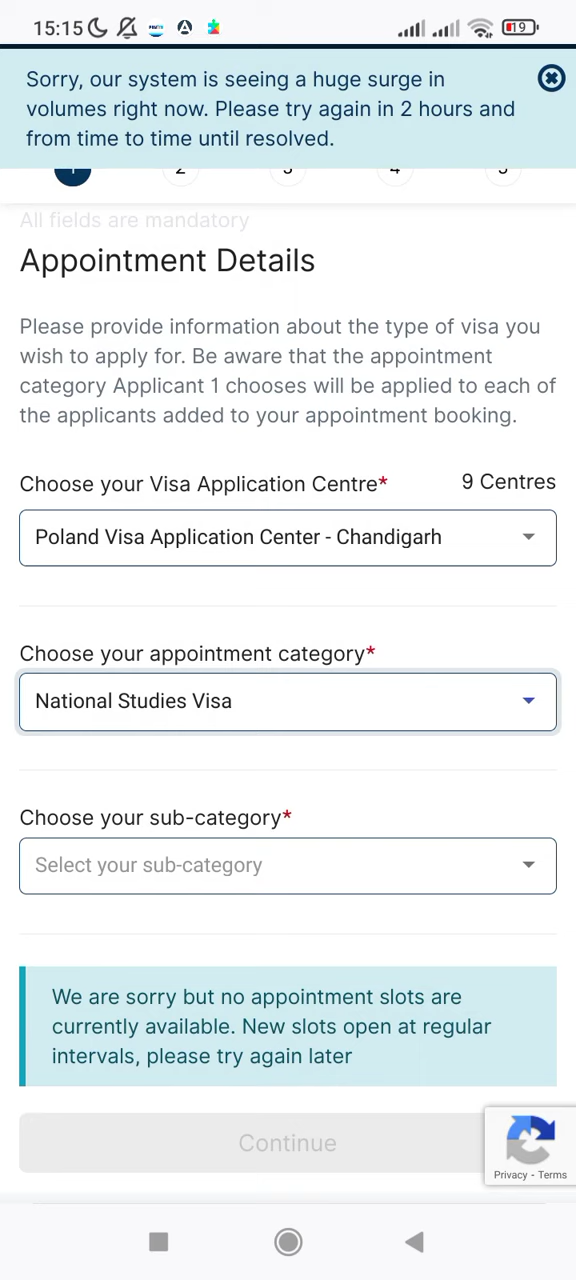 15:15
19
Sorry, our system is seeing a huge surge in
volumes right now. Please try again in 2 hours and
from time to time until resolved.
1 2 3 4 5
All fields are mandatory
Appointment Details
Please provide information about the type of visa you
wish to apply for. Be aware that the appointment
category Applicant 1 chooses will be applied to each of
the applicants added to your appointment booking.
Choose your Visa Application Centre* 9 Centres
Poland Visa Application Center - Chandigarh
Choose your appointment category*
National Studies Visa
Choose your sub-category*
Select your sub-category
We are sorry but no appointment slots are
currently available. New slots open at regular
intervals, please try again later
Continue
Privacy - Terms